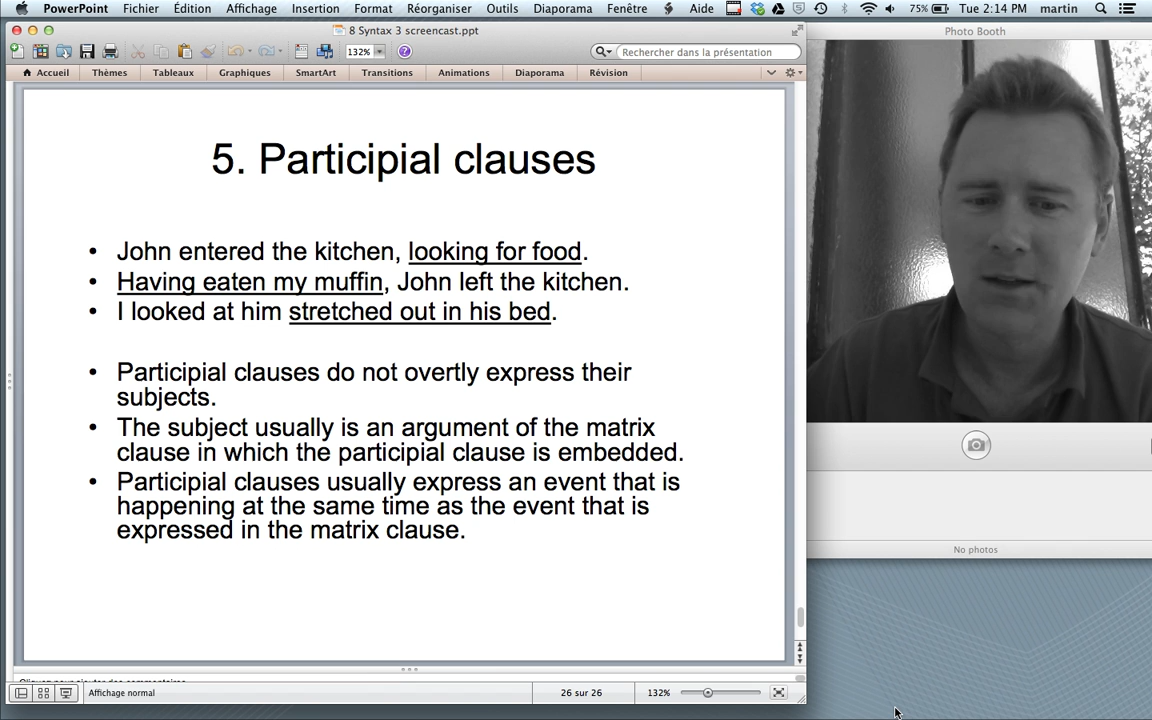 PowerPoint Fichier Édition Affichage Insertion Format Réorganiser Outils Diaporama Fenêtre Aide 75% Tue 2:14 PM martin
8 Syntax 3 screencast.ppt
Photo Booth
132%
Rechercher dans la présentation
Accueil Thèmes Tableaux Graphiques SmartArt Transitions Animations Diaporama Révision
5. Participial clauses
• John entered the kitchen, looking for food.
• Having eaten my muffin, John left the kitchen.
• I looked at him stretched out in his bed.
• Participial clauses do not overtly express their
subjects.
• The subject usually is an argument of the matrix
clause in which the participial clause is embedded.
• Participial clauses usually express an event that is
happening at the same time as the event that is
expressed in the matrix clause.
No photos
Affichage normal 26 sur 26 132%